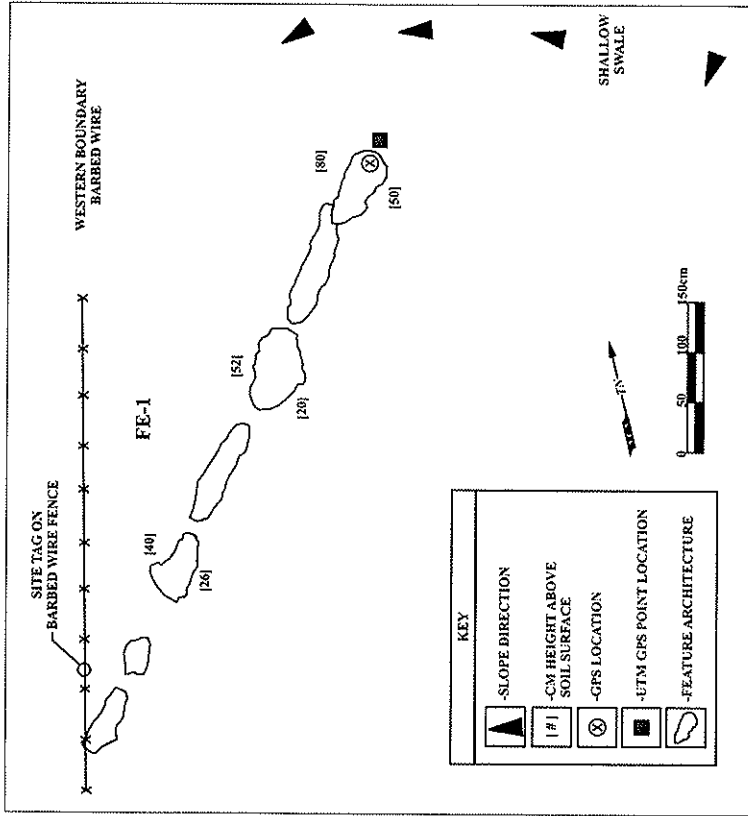 SITE TAG ON
BARBED WIRE FENCE
WESTERN BOUNDARY
BARBED WIRE
FE-1
[40]
[26]
[52]
[20]
[80]
[50]
SHALLOW
SWALE
TN
0 50 100 150cm
KEY
-SLOPE DIRECTION
[#] -CM HEIGHT ABOVE
SOIL SURFACE
X -GPS LOCATION
-UTM GPS POINT LOCATION
-FEATURE ARCHITECTURE